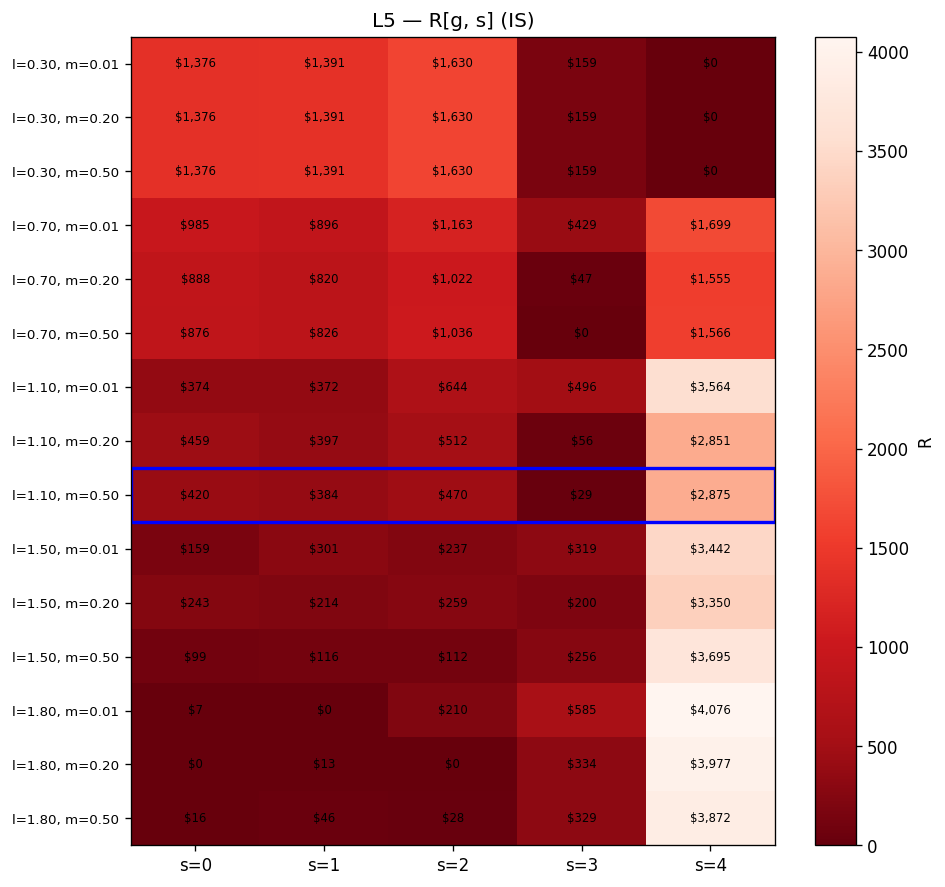 L5 — R[g, s] (IS)
l=0.30, m=0.01 $1,376 $1,391 $1,630 $159 $0
l=0.30, m=0.20 $1,376 $1,391 $1,630 $159 $0
l=0.30, m=0.50 $1,376 $1,391 $1,630 $159 $0
l=0.70, m=0.01 $985 $896 $1,163 $429 $1,699
l=0.70, m=0.20 $888 $820 $1,022 $47 $1,555
l=0.70, m=0.50 $876 $826 $1,036 $0 $1,566
l=1.10, m=0.01 $374 $372 $644 $496 $3,564
l=1.10, m=0.20 $459 $397 $512 $56 $2,851
l=1.10, m=0.50 $420 $384 $470 $29 $2,875
l=1.50, m=0.01 $159 $301 $237 $319 $3,442
l=1.50, m=0.20 $243 $214 $259 $200 $3,350
l=1.50, m=0.50 $99 $116 $112 $256 $3,695
l=1.80, m=0.01 $7 $0 $210 $585 $4,076
l=1.80, m=0.20 $0 $13 $0 $334 $3,977
l=1.80, m=0.50 $16 $46 $28 $329 $3,872
s=0 s=1 s=2 s=3 s=4
4000
3500
3000
2500
2000
1500
1000
500
0
R